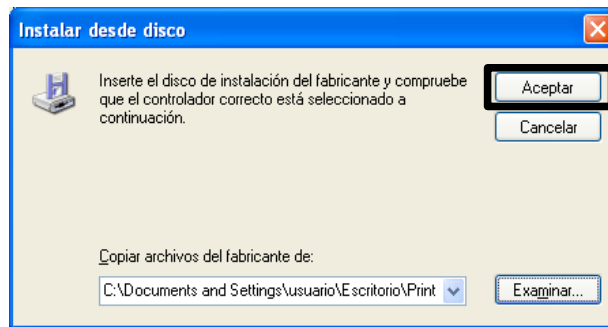 Instalar desde disco
Inserte el disco de instalación del fabricante y compruebe
que el controlador correcto está seleccionado a
continuación.
Aceptar
Cancelar
Copiar archivos del fabricante de:
C:\Documents and Settings\usuario\Escritorio\Print
Examinar...